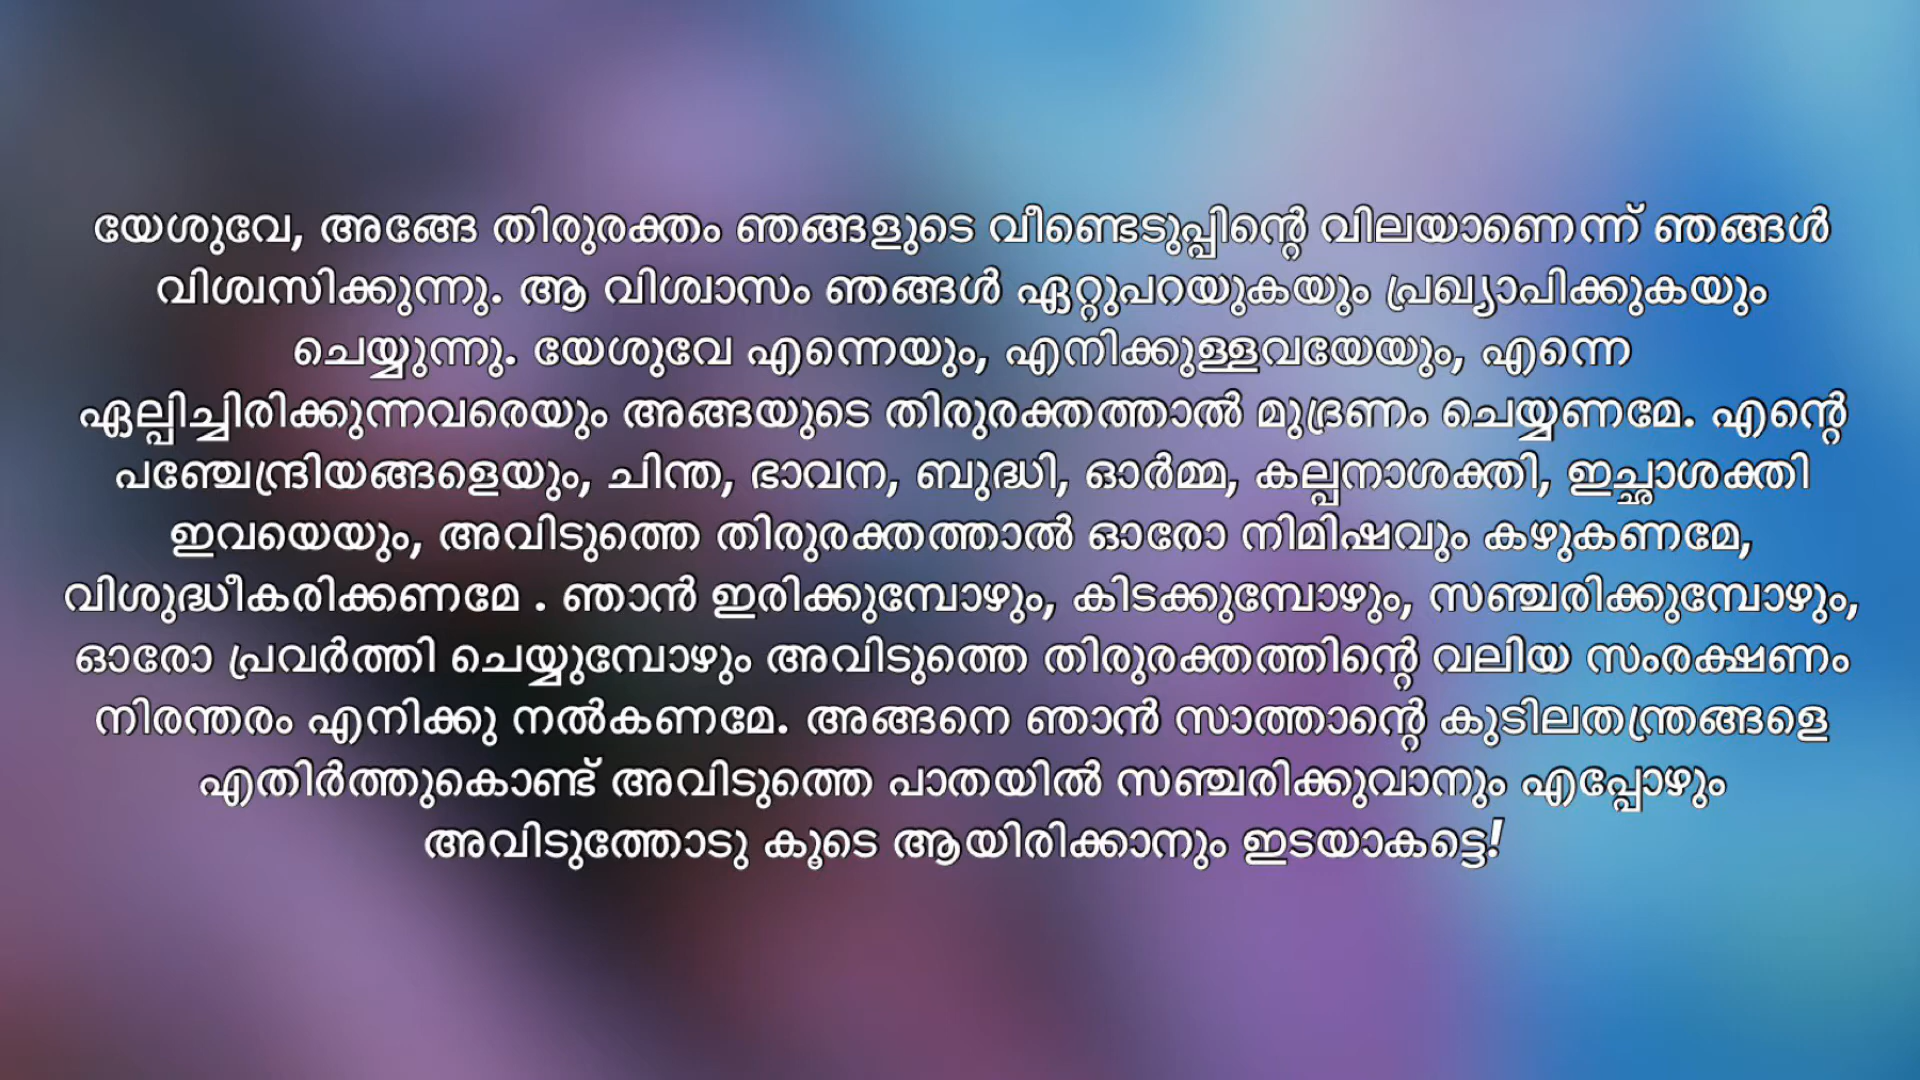 യേശുവേ, അങ്ങേ തിരുരക്തം ഞങ്ങളുടെ വീണ്ടെടുപ്പിന്റെ വിലയാണെന്ന് ഞങ്ങൾ
വിശ്വസിക്കുന്നു. ആ വിശ്വാസം ഞങ്ങൾ ഏറ്റുപറയുകയും പ്രഖ്യാപിക്കുകയും
ചെയ്യുന്നു. യേശുവേ എന്നെയും, എനിക്കുള്ളവയേയും, എന്നെ
ഏല്പിച്ചിരിക്കുന്നവരെയും അങ്ങയുടെ തിരുരക്തത്താൽ മുദ്രണം ചെയ്യണമേ. എന്റെ
പഞ്ചേന്ദ്രിയങ്ങളെയും, ചിന്ത, ഭാവന, ബുദ്ധി, ഓർമ്മ, കല്പനാശക്തി, ഇച്ഛാശക്തി
ഇവയെയും, അവിടുത്തെ തിരുരക്തത്താൽ ഓരോ നിമിഷവും കഴുകണമേ,
വിശുദ്ധീകരിക്കണമേ . ഞാൻ ഇരിക്കുമ്പോഴും, കിടക്കുമ്പോഴും, സഞ്ചരിക്കുമ്പോഴും,
ഓരോ പ്രവർത്തി ചെയ്യുമ്പോഴും അവിടുത്തെ തിരുരക്തത്തിന്റെ വലിയ സംരക്ഷണം
നിരന്തരം എനിക്കു നൽകണമേ. അങ്ങനെ ഞാൻ സാത്താന്റെ കുടിലതന്ത്രങ്ങളെ
എതിർത്തുകൊണ്ട് അവിടുത്തെ പാതയിൽ സഞ്ചരിക്കുവാനും എപ്പോഴും
അവിടുത്തോടു കൂടെ ആയിരിക്കാനും ഇടയാകട്ടെ!